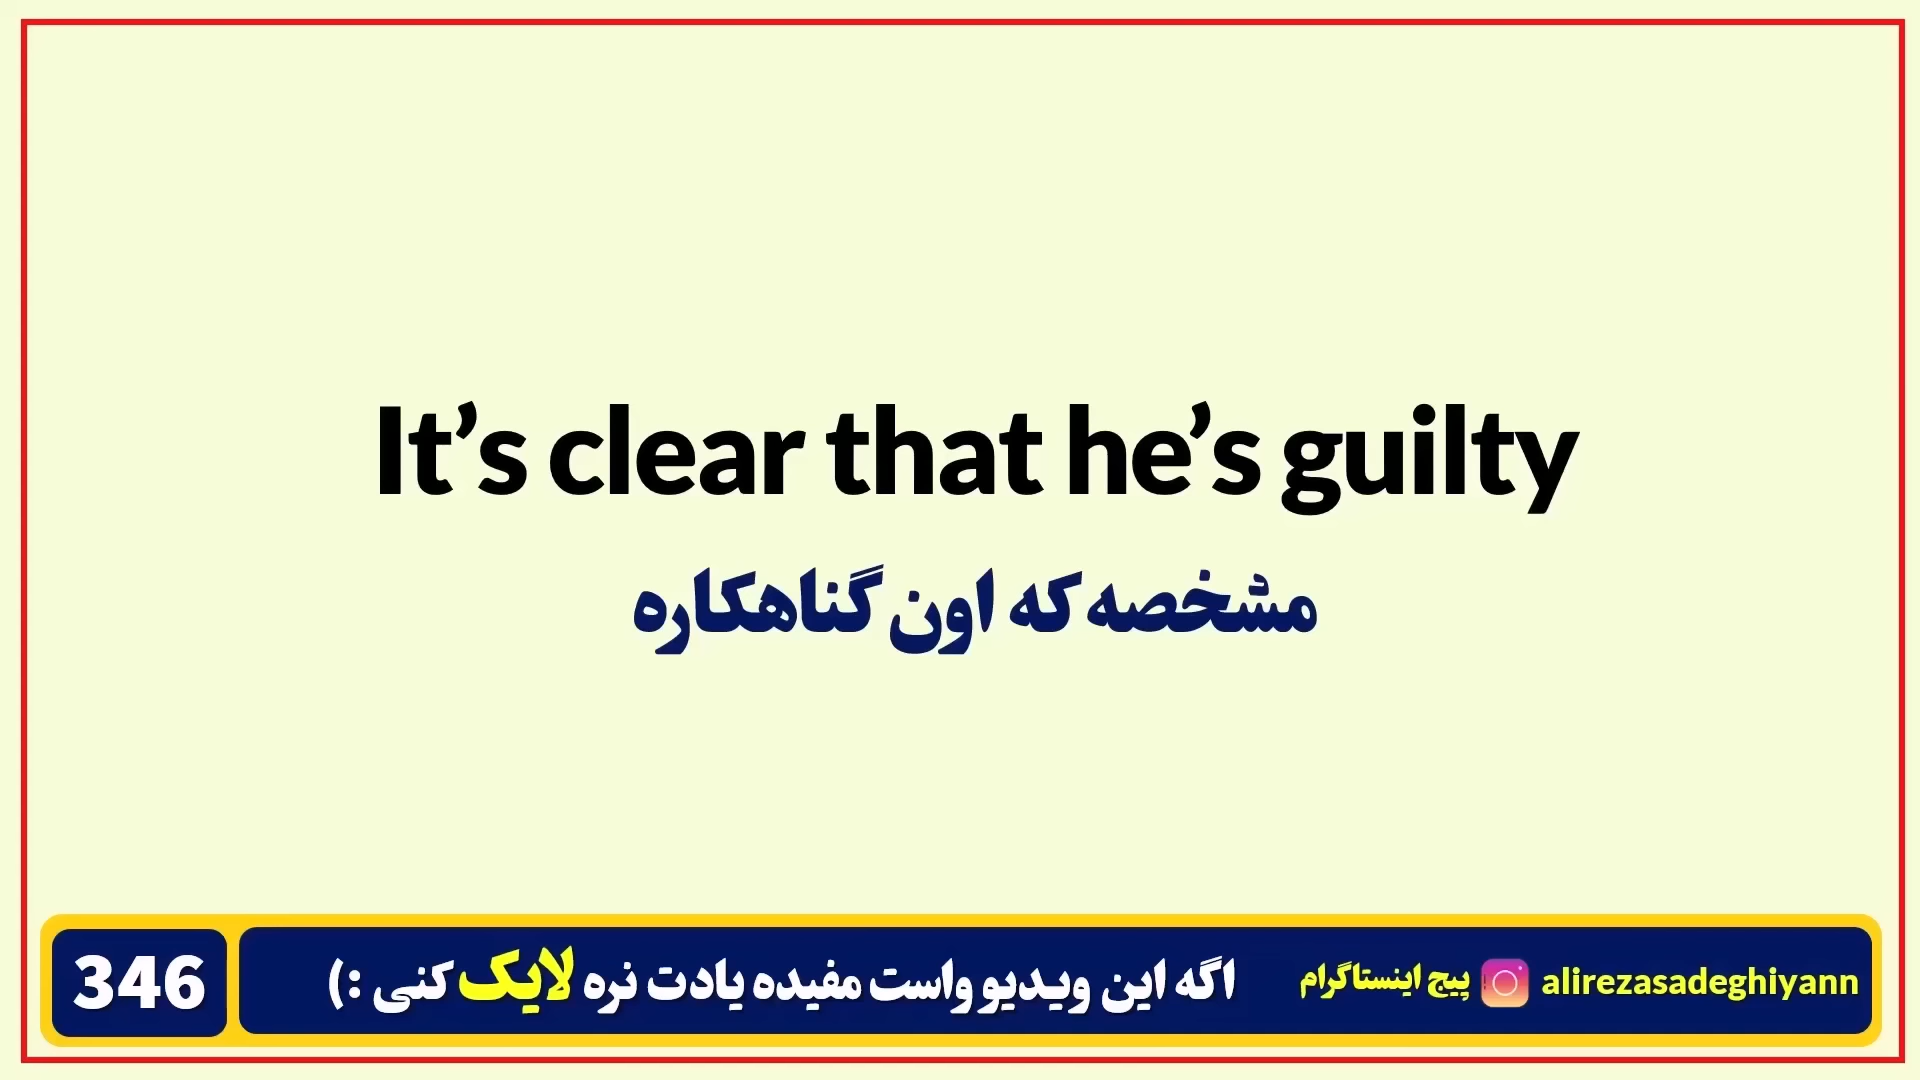 It’s clear that he’s guilty
مشخصه که اون گناهکاره
346
اگه این ویدیو واست مفیده یادت نره لایک کنی :)
پیج اینستاگرام
alirezasadeghiyann